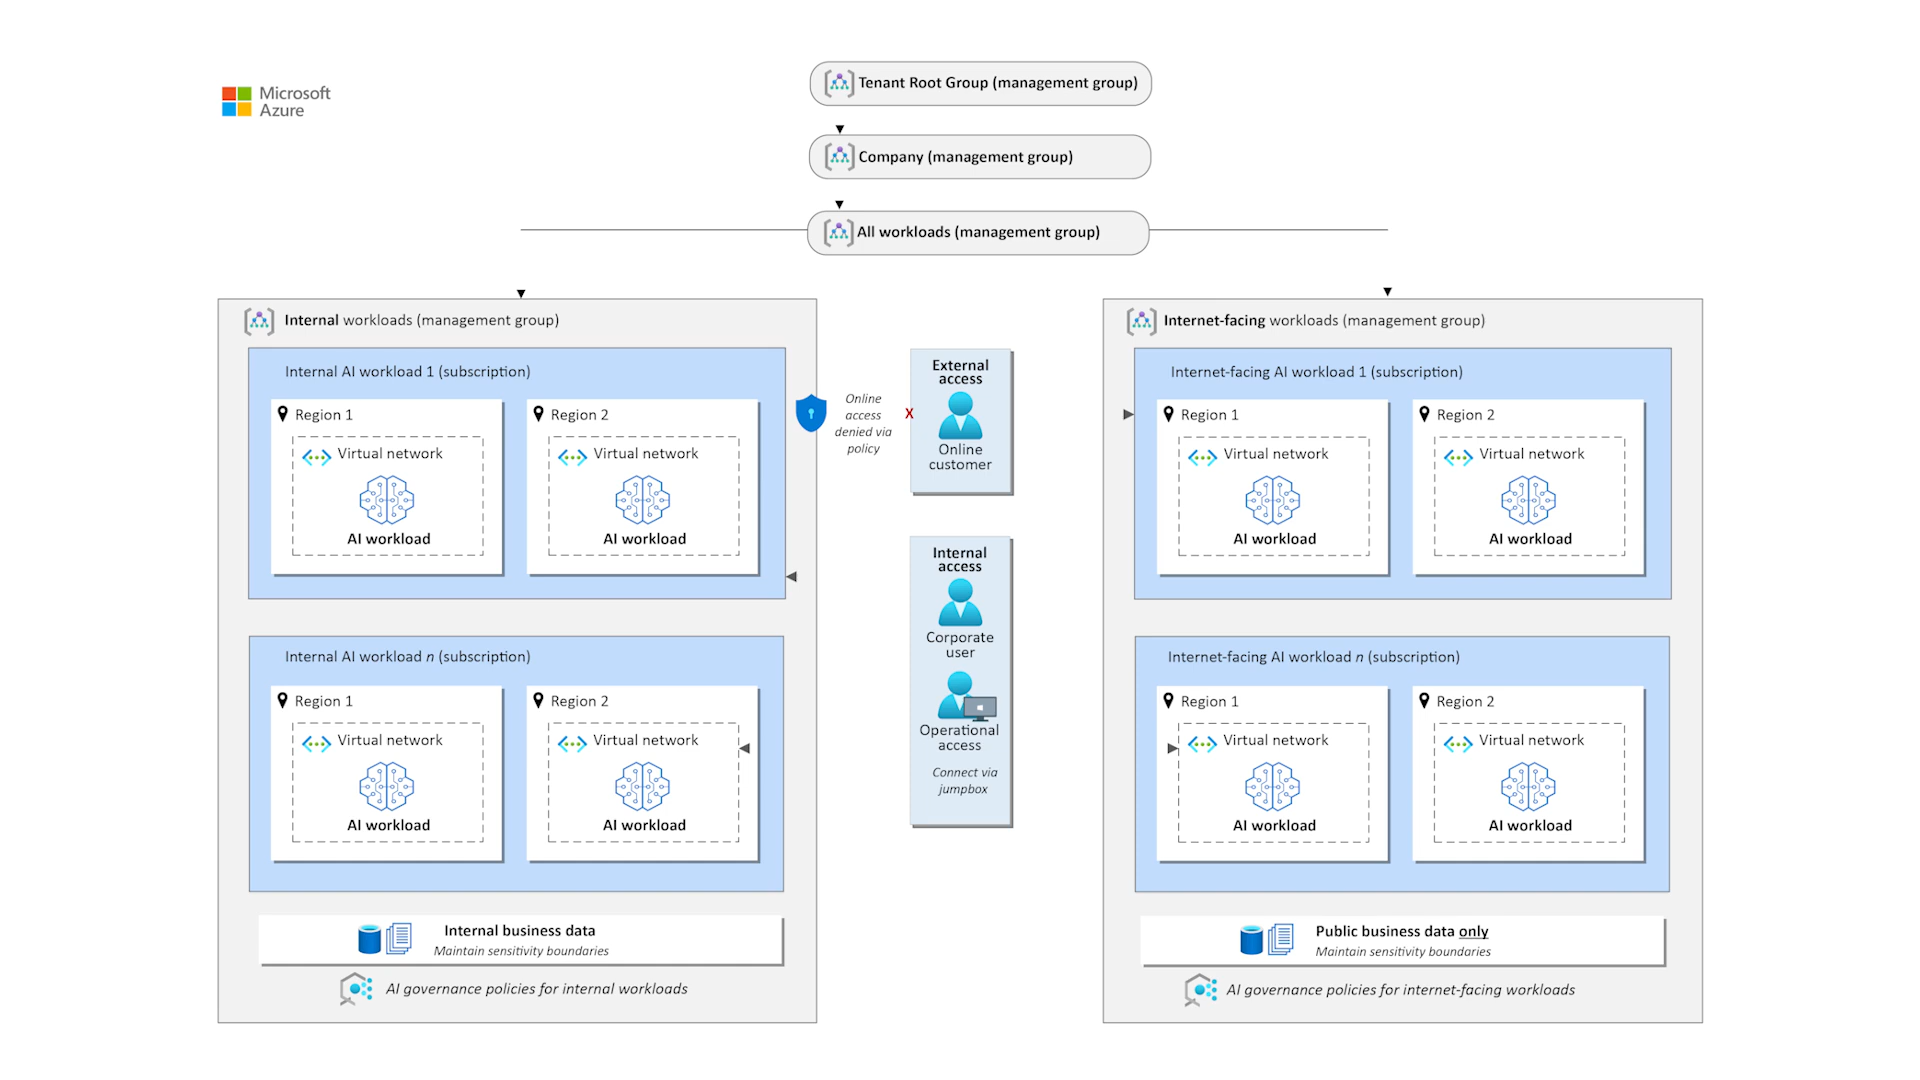 Microsoft
Azure
Tenant Root Group (management group)
Company (management group)
All workloads (management group)
Internal workloads (management group)
Internal AI workload 1 (subscription)
Region 1
Virtual network
AI workload
Region 2
Virtual network
AI workload
Internal AI workload n (subscription)
Region 1
Virtual network
AI workload
Region 2
Virtual network
AI workload
Internal business data
Maintain sensitivity boundaries
AI governance policies for internal workloads
Online
access
denied via
policy
X
External
access
Online
customer
Internal
access
Corporate
user
Operational
access
Connect via
jumpbox
Internet-facing workloads (management group)
Internet-facing AI workload 1 (subscription)
Region 1
Virtual network
AI workload
Region 2
Virtual network
AI workload
Internet-facing AI workload n (subscription)
Region 1
Virtual network
AI workload
Region 2
Virtual network
AI workload
Public business data only
Maintain sensitivity boundaries
AI governance policies for internet-facing workloads